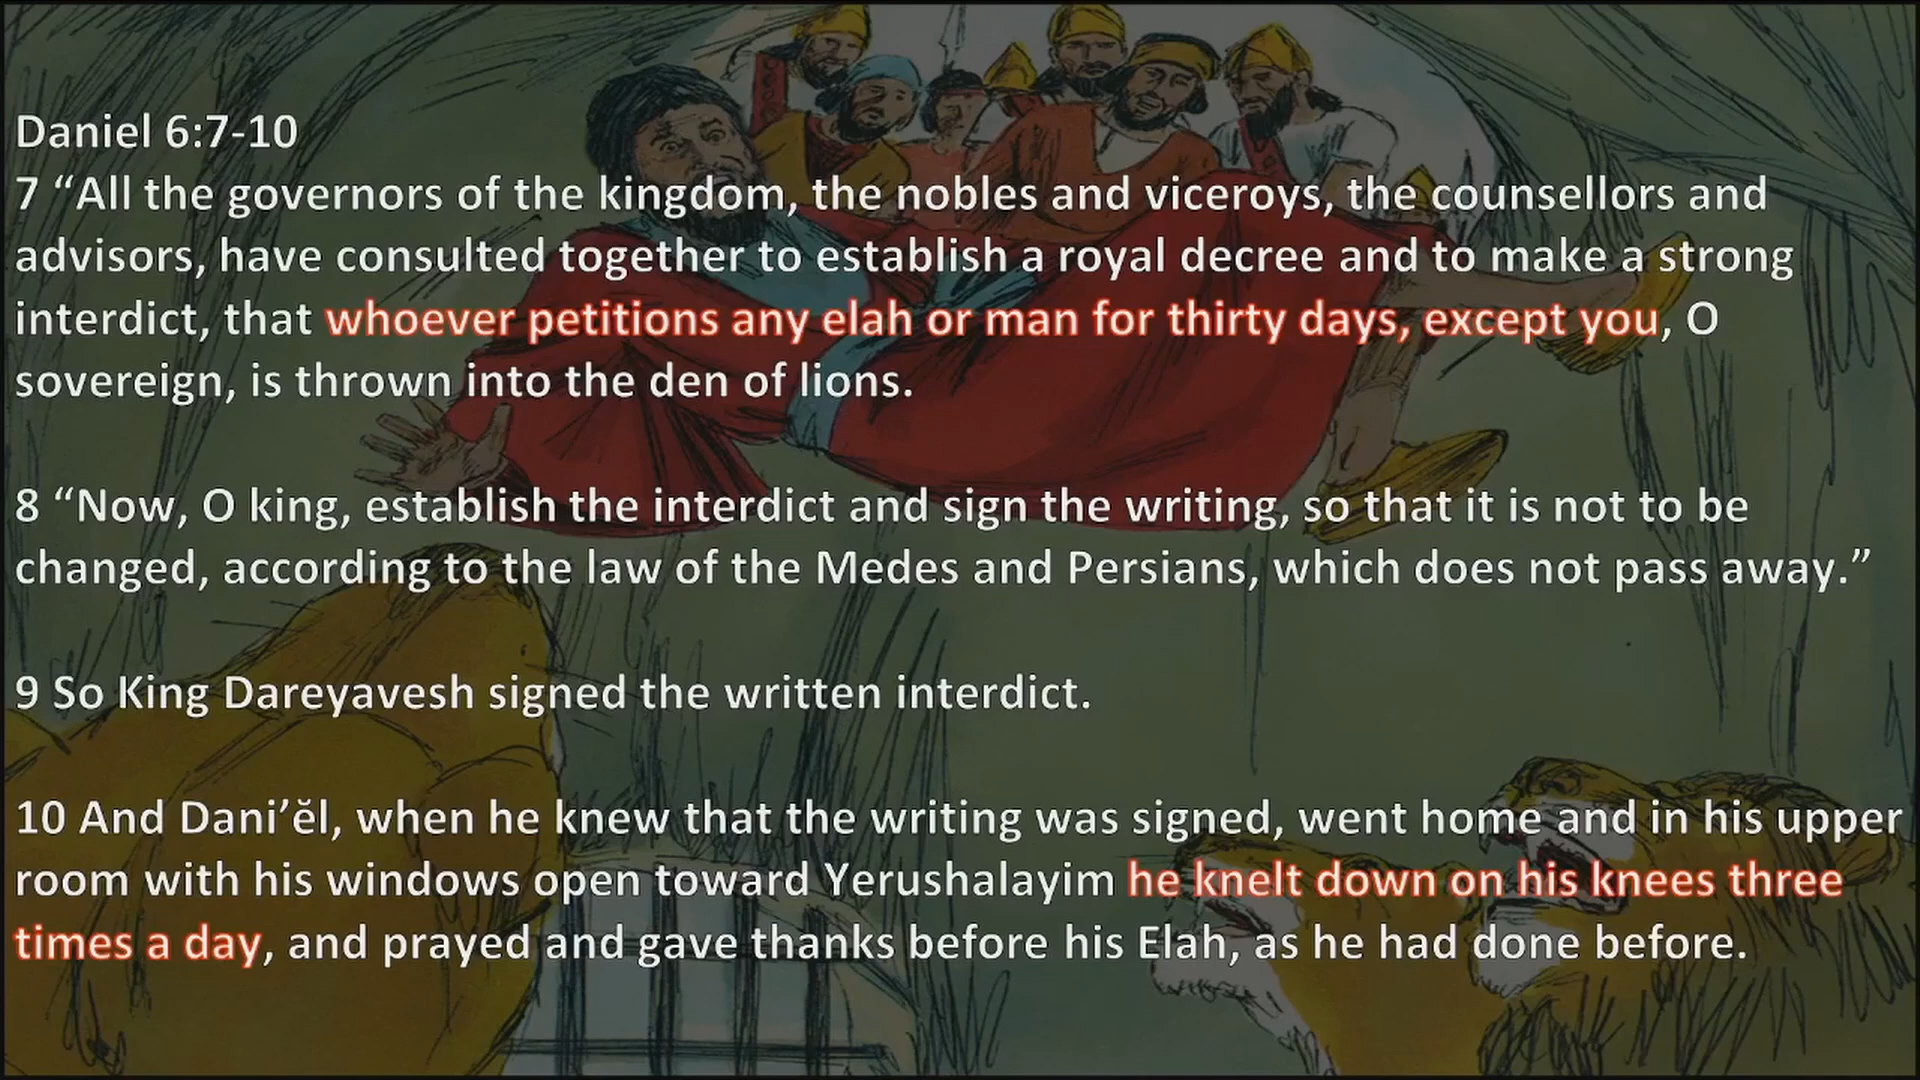 Daniel 6:7-10
7 “All the governors of the kingdom, the nobles and viceroys, the counsellors and
advisors, have consulted together to establish a royal decree and to make a strong
interdict, that whoever petitions any elah or man for thirty days, except you, O
sovereign, is thrown into the den of lions.
8 “Now, O king, establish the interdict and sign the writing, so that it is not to be
changed, according to the law of the Medes and Persians, which does not pass away.”
9 So King Dareyavesh signed the written interdict.
10 And Dani’ĕl, when he knew that the writing was signed, went home and in his upper
room with his windows open toward Yerushalayim he knelt down on his knees three
times a day, and prayed and gave thanks before his Elah, as he had done before.